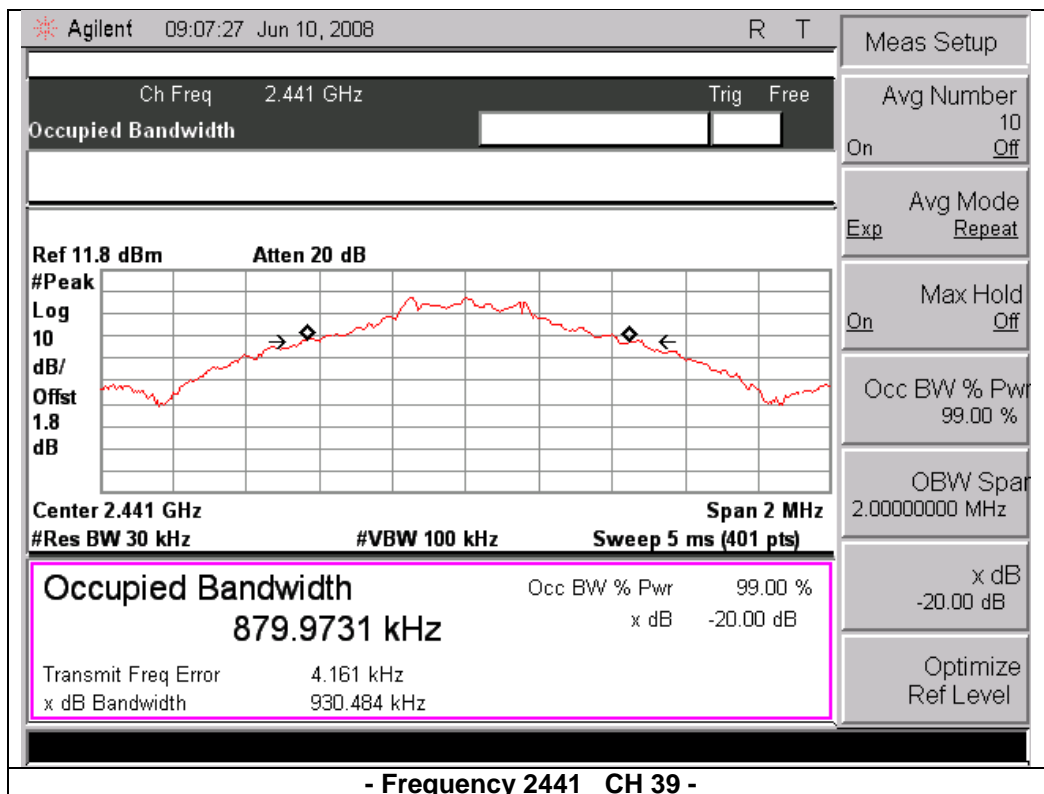 Agilent 09:07:27 Jun 10, 2008 R T
Ch Freq 2.441 GHz Trig Free
Occupied Bandwidth
Ref 11.8 dBm Atten 20 dB
#Peak
Log
10
dB/
Offst
1.8
dB
Center 2.441 GHz Span 2 MHz
#Res BW 30 kHz #VBW 100 kHz Sweep 5 ms (401 pts)
Occupied Bandwidth Occ BW % Pwr 99.00 %
879.9731 kHz x dB -20.00 dB
Transmit Freq Error 4.161 kHz
x dB Bandwidth 930.484 kHz
Meas Setup
Avg Number
10
On Off
Avg Mode
Exp Repeat
Max Hold
On Off
Occ BW % Pwr
99.00 %
OBW Span
2.00000000 MHz
x dB
-20.00 dB
Optimize
Ref Level
- Frequency 2441 CH 39 -